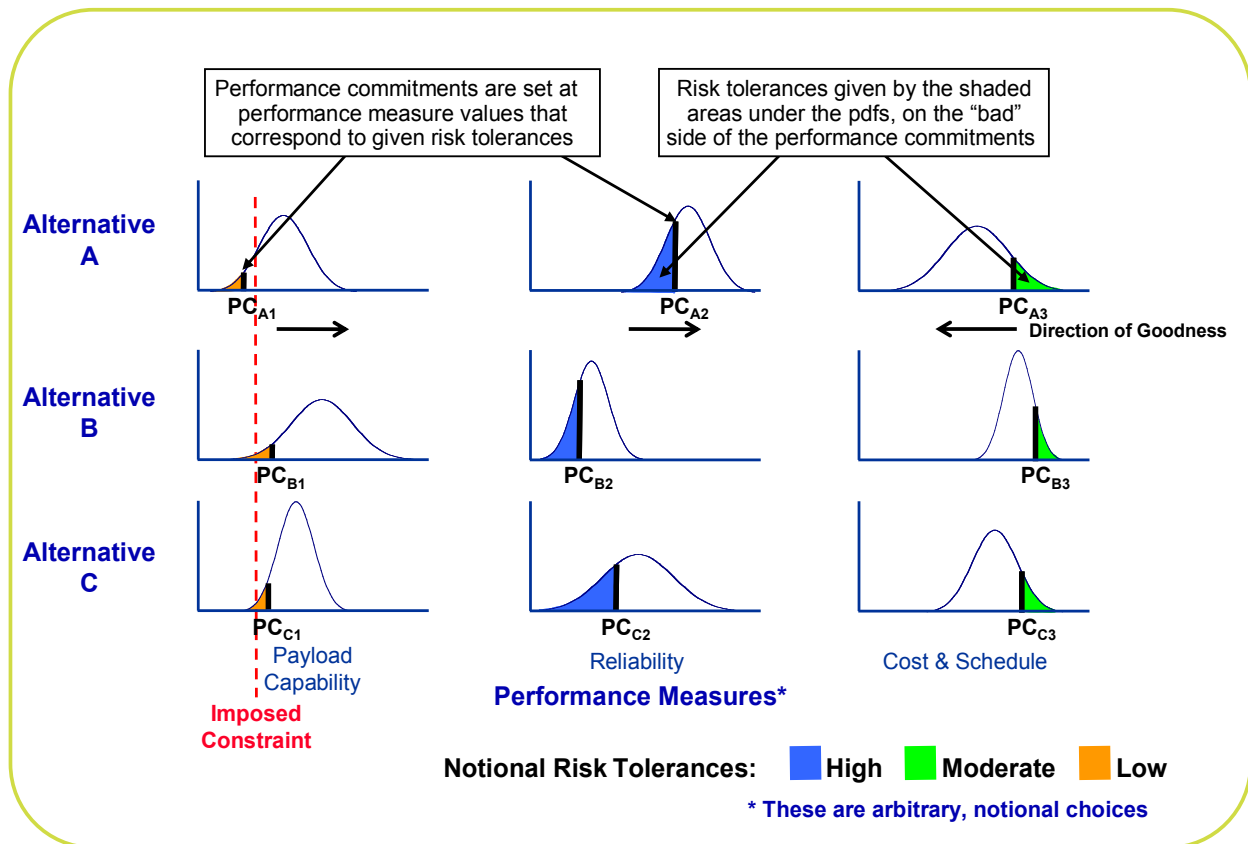 Performance commitments are set at
performance measure values that
correspond to given risk tolerances
Risk tolerances given by the shaded
areas under the pdfs, on the “bad”
side of the performance commitments
Alternative
A
PCA1
PCA2
PCA3
Direction of Goodness
Alternative
B
PCB1
PCB2
PCB3
Alternative
C
PCC1
PCC2
PCC3
Payload
Capability
Reliability
Cost & Schedule
Performance Measures*
Imposed
Constraint
Notional Risk Tolerances:
High
Moderate
Low
* These are arbitrary, notional choices